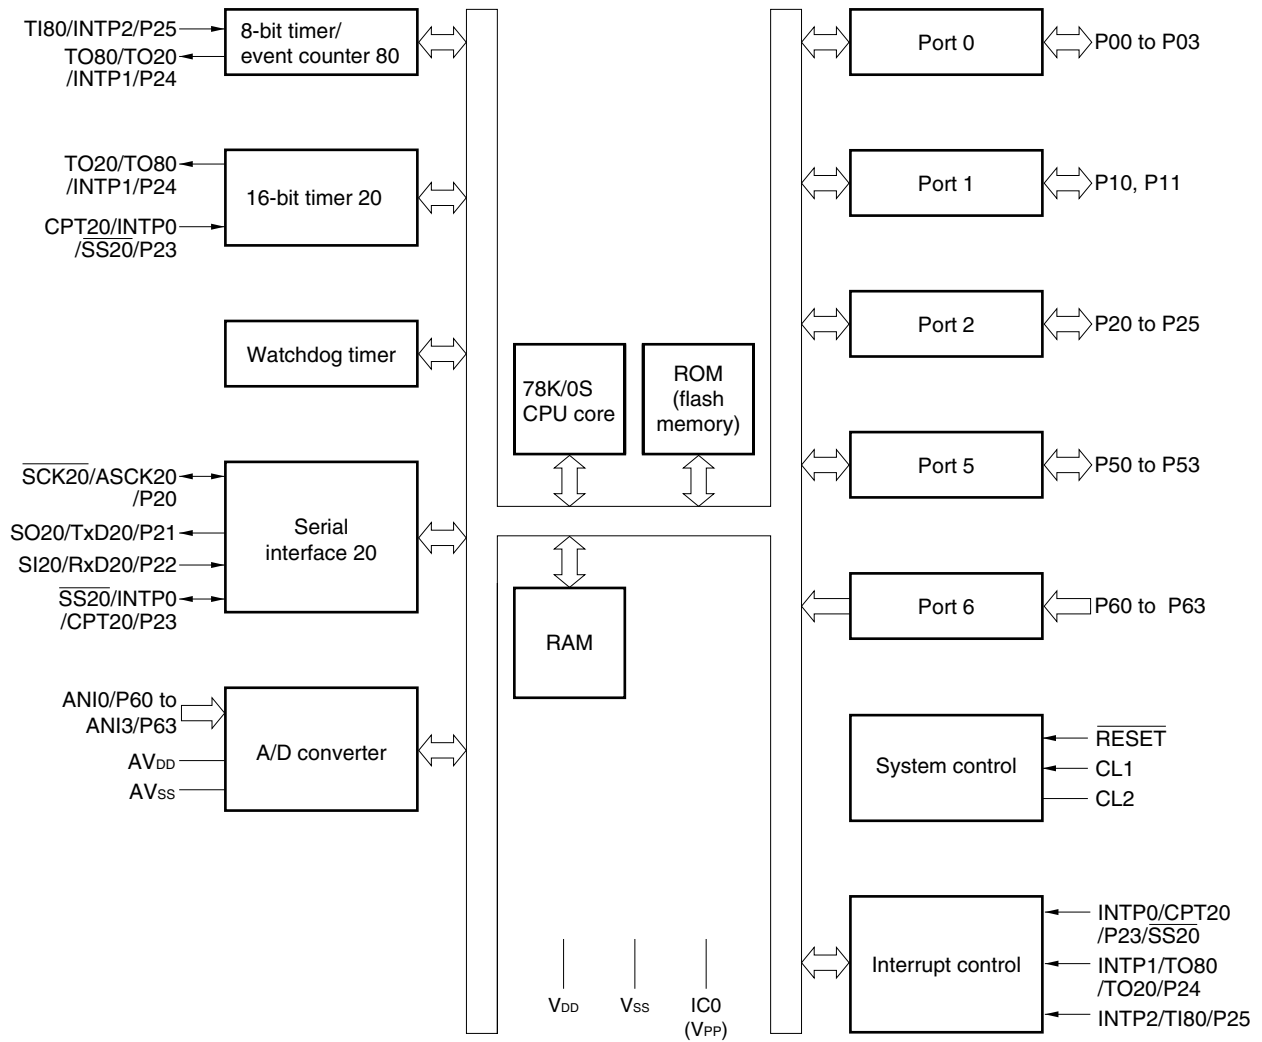 TI80/INTP2/P25
TO80/TO20
/INTP1/P24
8-bit timer/
event counter 80
TO20/TO80
/INTP1/P24
CPT20/INTP0
/SS20/P23
16-bit timer 20
Watchdog timer
SCK20/ASCK20
/P20
SO20/TxD20/P21
SI20/RxD20/P22
SS20/INTP0
/CPT20/P23
Serial
interface 20
ANI0/P60 to
ANI3/P63
AVDD
AVSS
A/D converter
78K/0S
CPU core
ROM
(flash
memory)
RAM
VDD
VSS
IC0
(VPP)
Port 0
P00 to P03
Port 1
P10, P11
Port 2
P20 to P25
Port 5
P50 to P53
Port 6
P60 to P63
System control
RESET
CL1
CL2
Interrupt control
INTP0/CPT20
/P23/SS20
INTP1/TO80
/TO20/P24
INTP2/TI80/P25